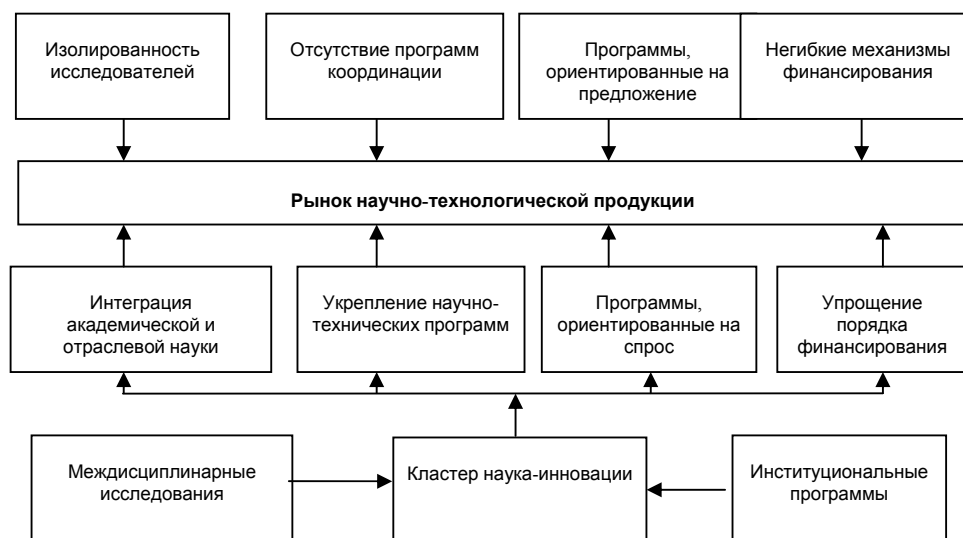 Изолированность
исследователей
Отсутствие программ
координации
Программы,
ориентированные на
предложение
Негибкие механизмы
финансирования
Рынок научно-технологической продукции
Интеграция
академической и
отраслевой науки
Укрепление научно-
технических программ
Программы,
ориентированные на
спрос
Упрощение
порядка
финансирования
Междисциплинарные
исследования
Кластер наука-инновации
Институциональные
программы